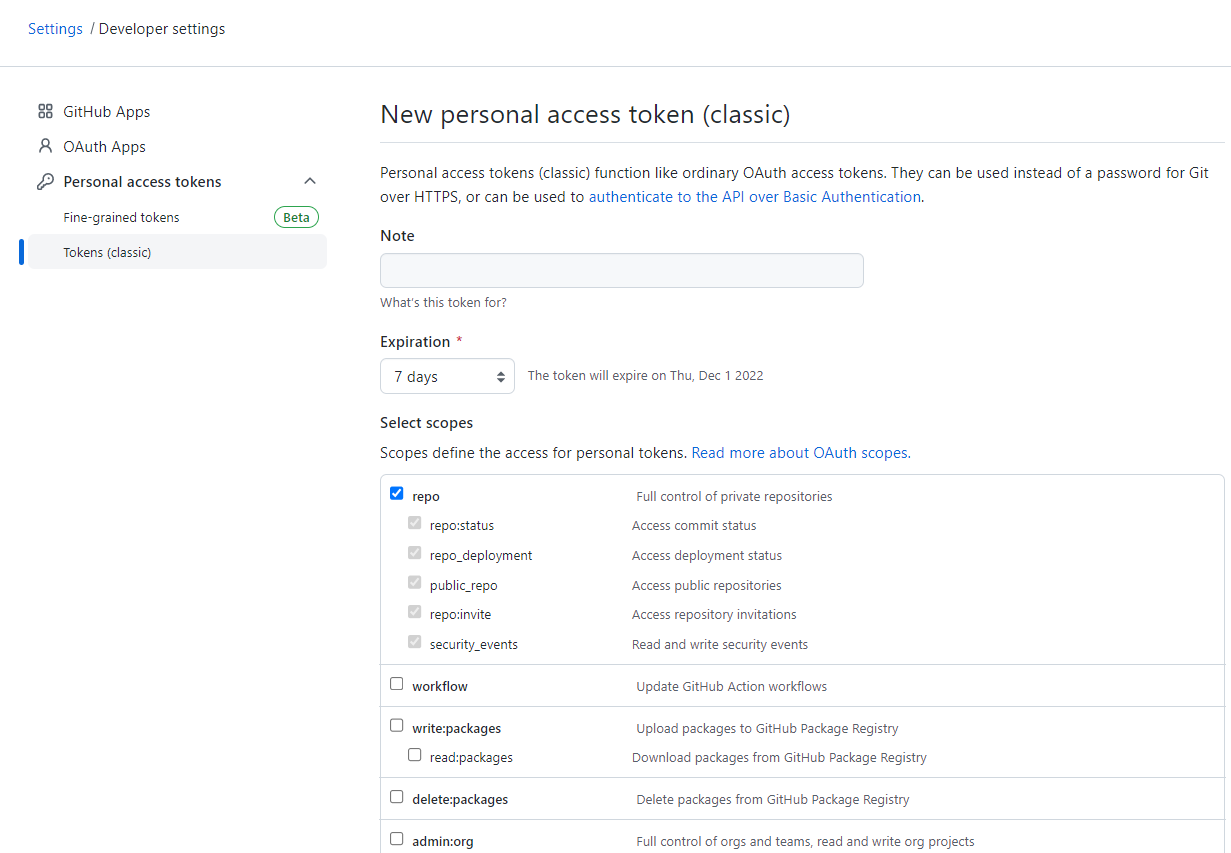 Settings / Developer settings
GitHub Apps
OAuth Apps
Personal access tokens
Fine-grained tokens Beta
Tokens (classic)
New personal access token (classic)
Personal access tokens (classic) function like ordinary OAuth access tokens. They can be used instead of a password for Git
over HTTPS, or can be used to authenticate to the API over Basic Authentication.
Note
What's this token for?
Expiration *
7 days The token will expire on Thu, Dec 1 2022
Select scopes
Scopes define the access for personal tokens. Read more about OAuth scopes.
repo Full control of private repositories
repo:status Access commit status
repo_deployment Access deployment status
public_repo Access public repositories
repo:invite Access repository invitations
security_events Read and write security events
workflow Update GitHub Action workflows
write:packages Upload packages to GitHub Package Registry
read:packages Download packages from GitHub Package Registry
delete:packages Delete packages from GitHub Package Registry
admin:org Full control of orgs and teams, read and write org projects